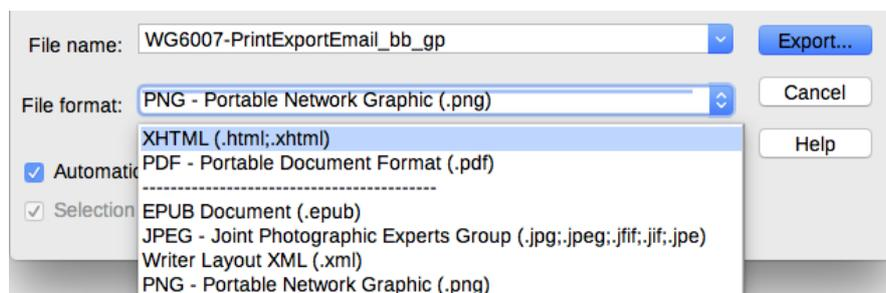 File name: WG6007-PrintExportEmail_bb_gp Export...
File format: PNG - Portable Network Graphic (.png) Cancel
XHTML (.html;.xhtml) Help
Automatic PDF - Portable Document Format (.pdf)
-----------------------------------------
Selection EPUB Document (.epub)
JPEG - Joint Photographic Experts Group (.jpg;.jpeg;.jfif;.jif;.jpe)
Writer Layout XML (.xml)
PNG - Portable Network Graphic (.png)